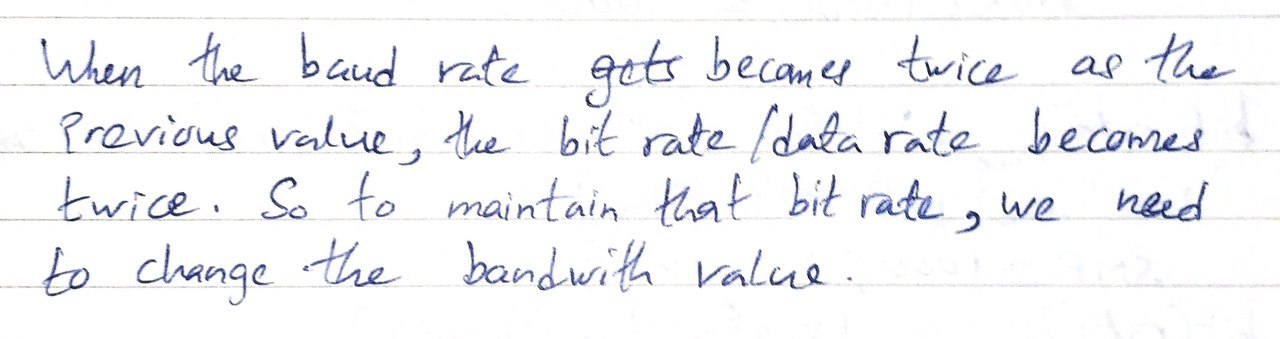 When the baud rate gets becomes twice as the
Previous value, the bit rate/data rate becomes
twice. So to maintain that bit rate, we need
to change the bandwith value.